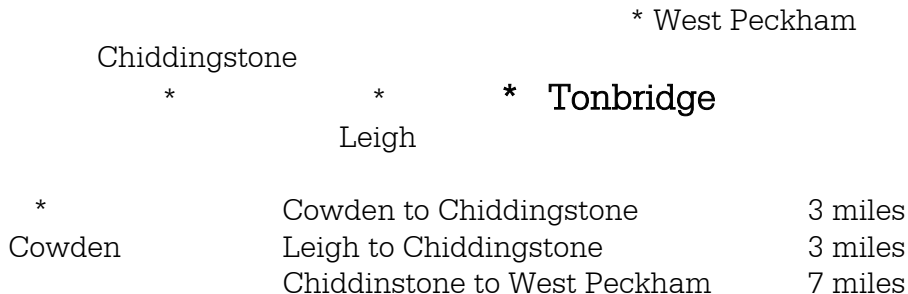 * West Peckham
Chiddingstone
* * * Tonbridge
Leigh
* Cowden to Chiddingstone 3 miles
Cowden Leigh to Chiddingstone 3 miles
Chiddinstone to West Peckham 7 miles